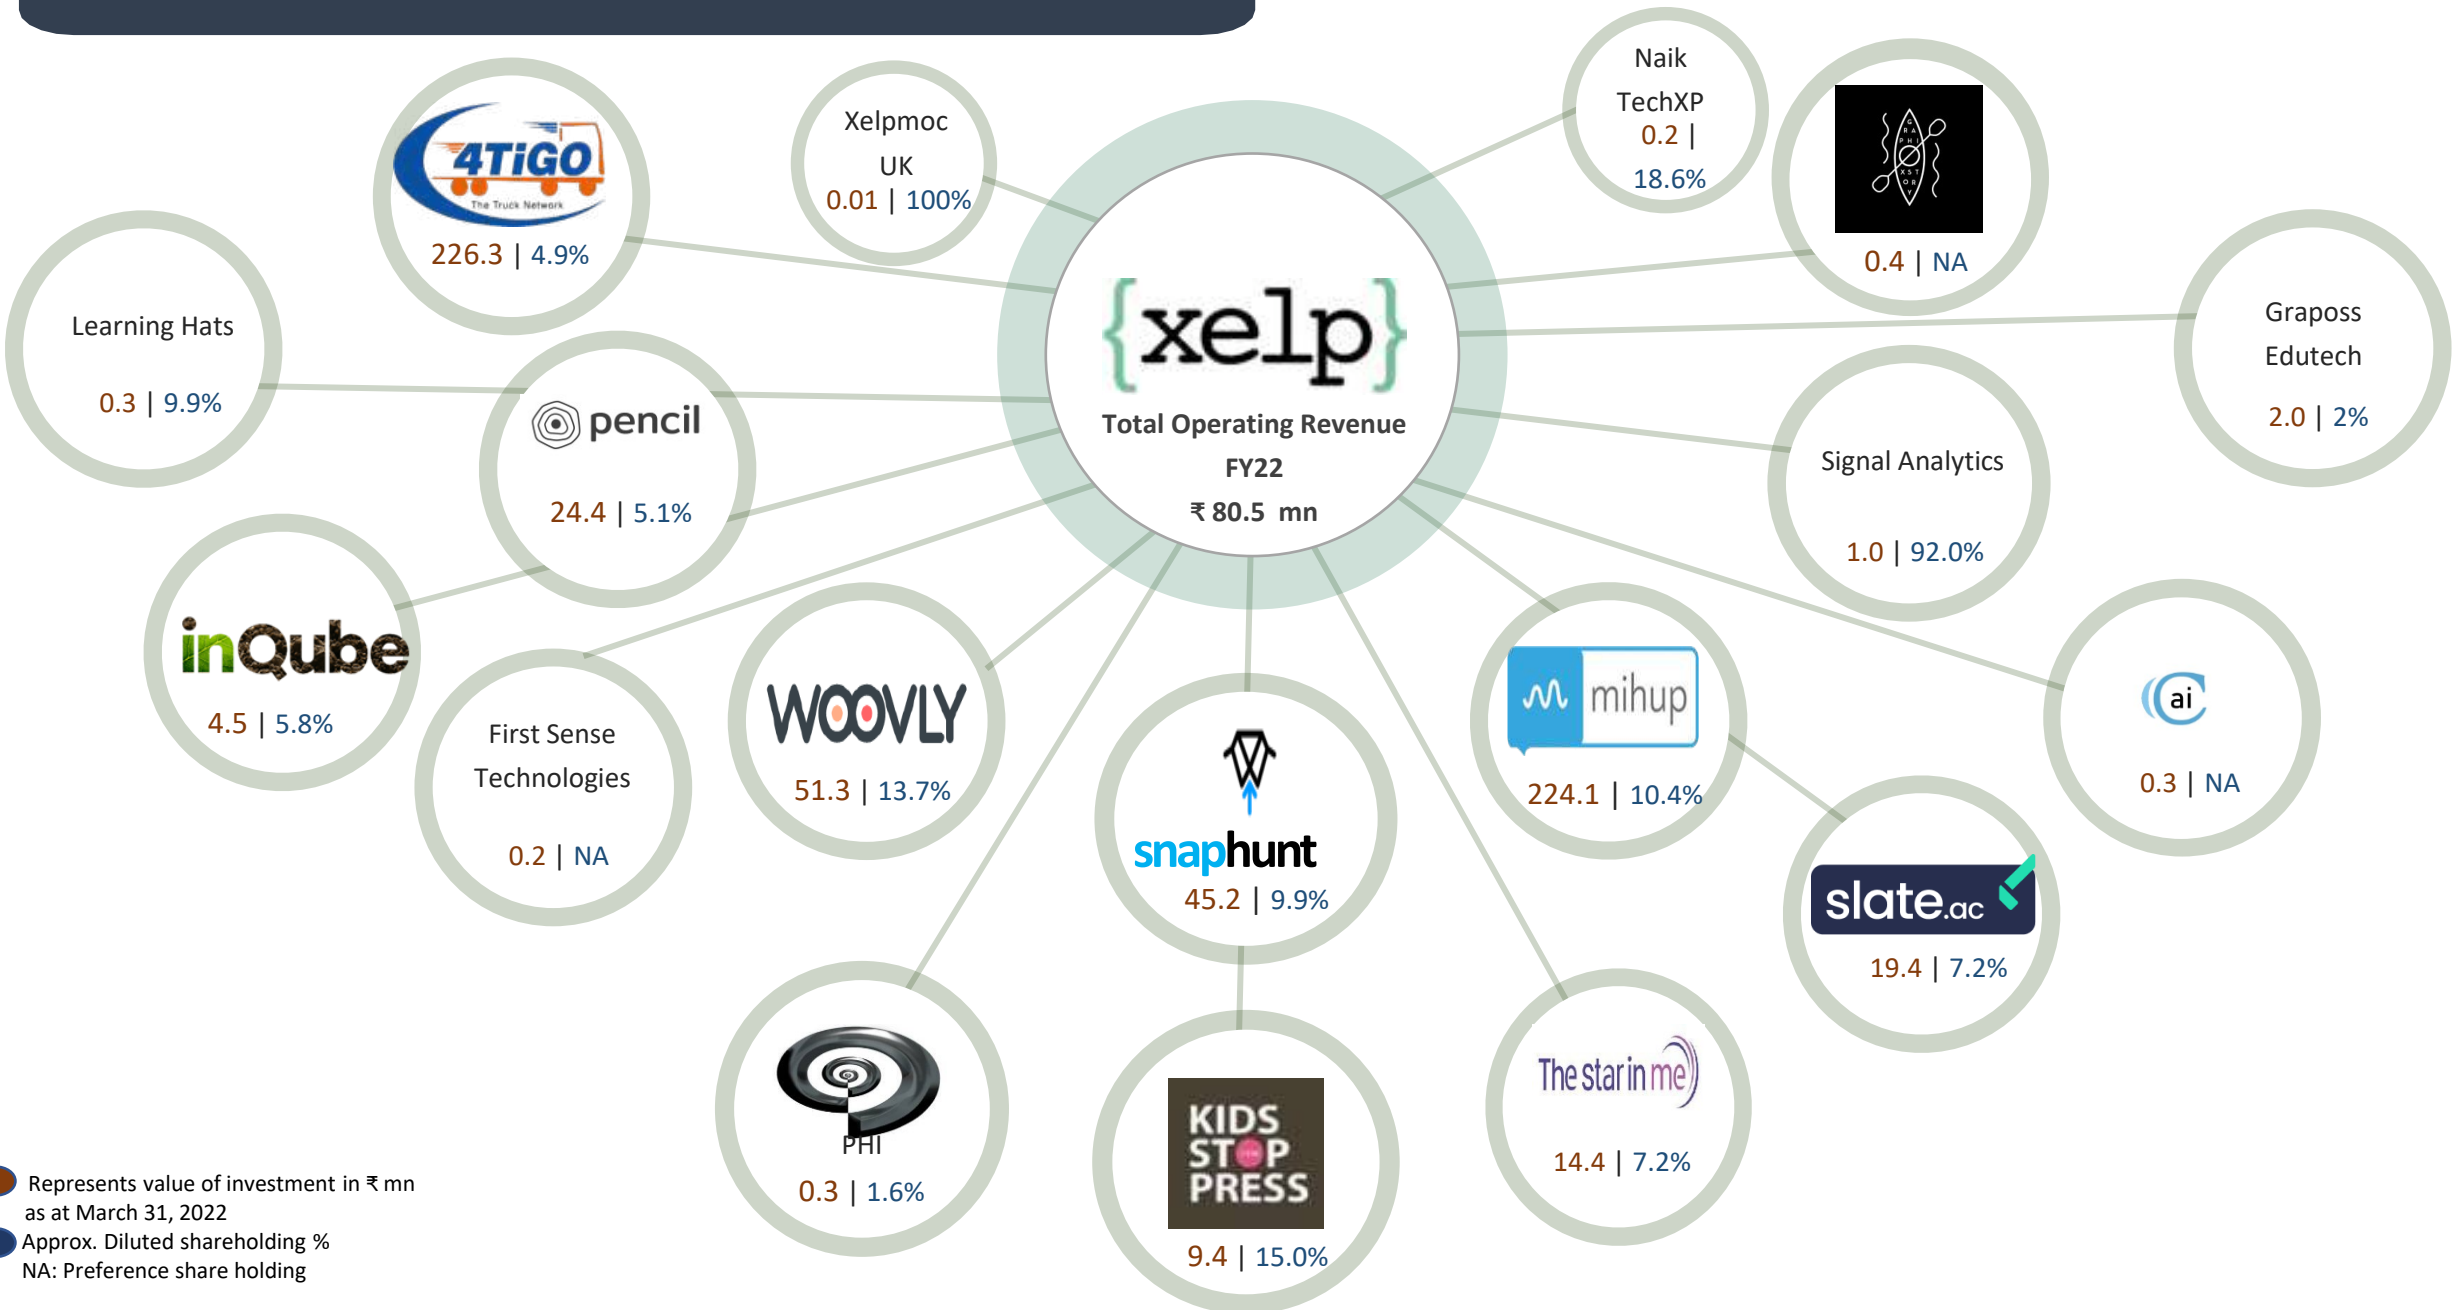 4TiGO
The Truck Network
226.3 | 4.9%
Xelpmoc
UK
0.01 | 100%
Naik
TechXP
0.2 |
18.6%
G
RA
PHI
XST
OR
Y
0.4 | NA
Learning Hats
0.3 | 9.9%
{xelp}
Total Operating Revenue
FY22
₹ 80.5 mn
Graposs
Edutech
2.0 | 2%
pencil
24.4 | 5.1%
Signal Analytics
1.0 | 92.0%
inQube
4.5 | 5.8%
First Sense
Technologies
0.2 | NA
WOOVLY
51.3 | 13.7%
snaphunt
45.2 | 9.9%
mihup
224.1 | 10.4%
ai
0.3 | NA
slate.ac
19.4 | 7.2%
PHI
0.3 | 1.6%
KIDS
STOP
PRESS
9.4 | 15.0%
The star in me
14.4 | 7.2%
Represents value of investment in ₹ mn
as at March 31, 2022
Approx. Diluted shareholding %
NA: Preference share holding